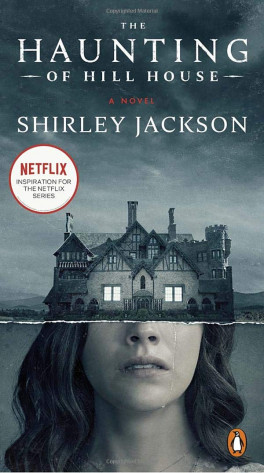 THE
HAUNTING
OF HILL HOUSE
A NOVEL
SHIRLEY JACKSON
NETFLIX
INSPIRATION FOR
THE NETFLIX
SERIES